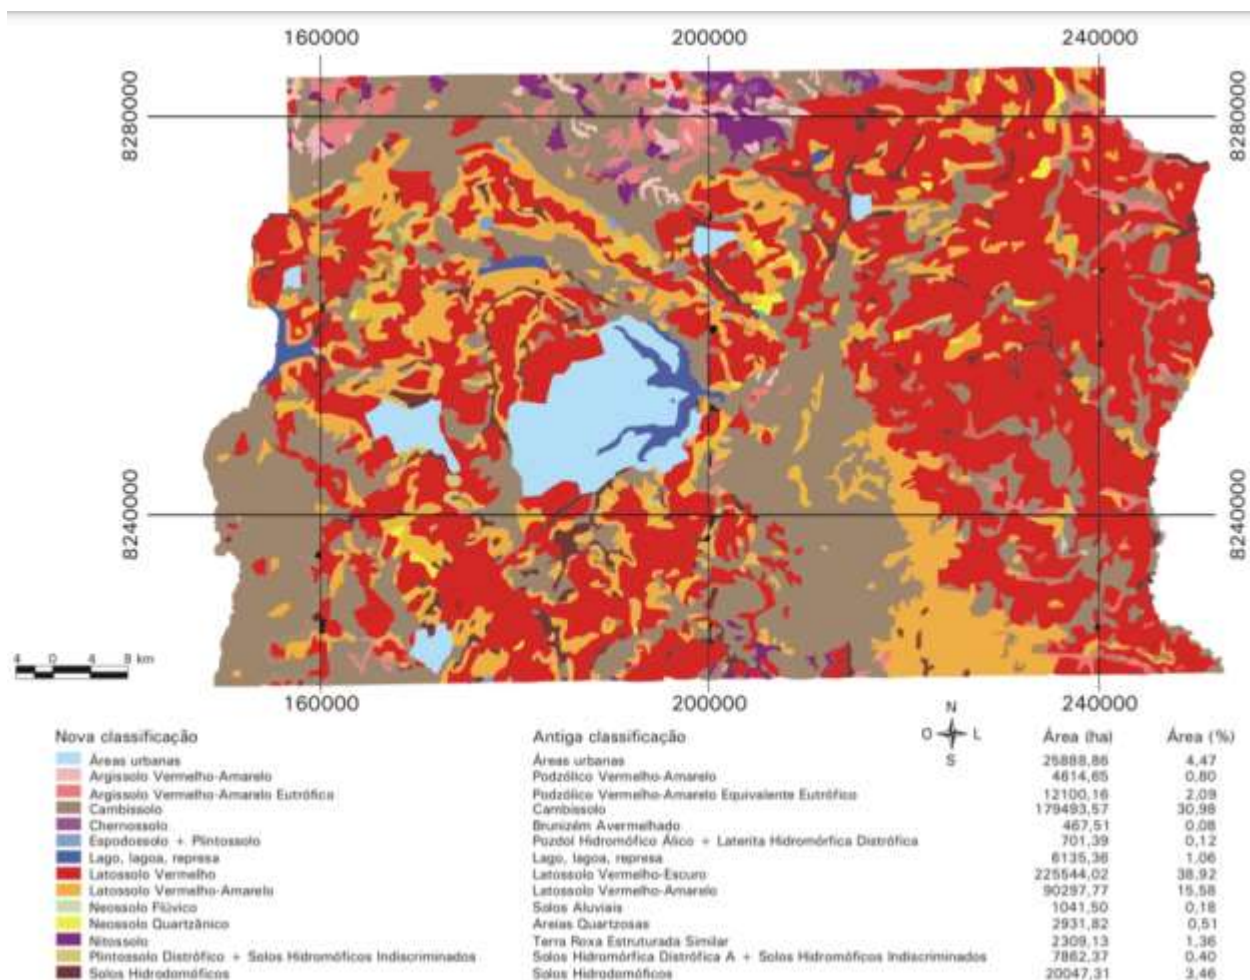 160000 200000 240000
8280000 8280000
8240000 8240000
4 0 4 8 km
160000 200000 240000
N
O L
S
Nova classificação Antiga classificação Área (ha) Área (%)
Áreas urbanas Áreas urbanas 25888,86 4,47
Argissolo Vermelho-Amarelo Podzólico Vermelho-Amarelo 4614,65 0,80
Argissolo Vermelho-Amarelo Eutrófico Podzólico Vermelho-Amarelo Equivalente Eutrófico 12100,16 2,09
Cambissolo Cambissolo 179493,57 30,98
Chernossolo Brunizém Avermelhado 467,51 0,08
Espodossolo + Plintossolo Pozdol Hidromófico Álico + Laterita Hidromórfica Distrófica 701,39 0,12
Lago, lagoa, represa Lago, lagoa, represa 6135,36 1,06
Latossolo Vermelho Latossolo Vermelho-Escuro 225544,02 38,92
Latossolo Vermelho-Amarelo Latossolo Vermelho-Amarelo 90297,77 15,58
Neossolo Flúvico Solos Aluviais 1041,50 0,18
Neossolo Quartzânico Areias Quartzosas 2931,82 0,51
Nitossolo Terra Roxa Estruturada Similar 2309,13 1,36
Plintossolo Distrófico + Solos Hidromóficos Indiscriminados Solos Hidromórfica Distrófica A + Solos Hidromóficos Indiscriminados 7862,37 0,40
Solos Hidrodomóficos Solos Hidrodomóficos 20047,31 3,46